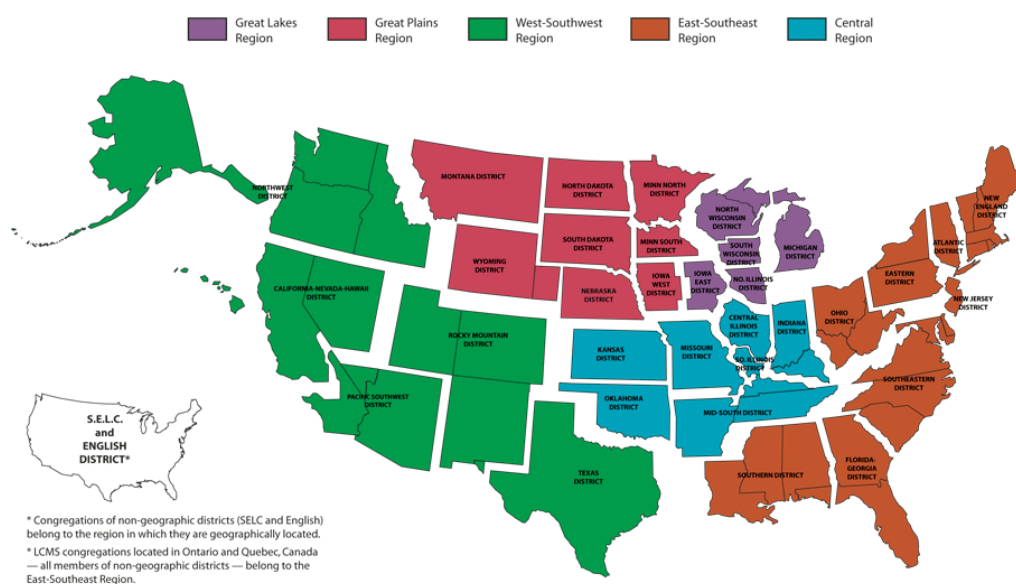 Great Lakes
Region
Great Plains
Region
West-Southwest
Region
East-Southeast
Region
Central
Region
NORTHWEST
DISTRICT
MONTANA DISTRICT
NORTH DAKOTA
DISTRICT
MINN NORTH
DISTRICT
NORTH
WISCONSIN
DISTRICT
NEW
ENGLAND
DISTRICT
SOUTH DAKOTA
DISTRICT
MINN SOUTH
DISTRICT
SOUTH
WISCONSIN
DISTRICT
MICHIGAN
DISTRICT
ATLANTIC
DISTRICT
WYOMING
DISTRICT
IOWA
WEST
DISTRICT
IOWA
EAST
DISTRICT
NO. ILLINOIS
DISTRICT
EASTERN
DISTRICT
CALIFORNIA-NEVADA-HAWAII
DISTRICT
NEBRASKA
DISTRICT
NEW JERSEY
DISTRICT
ROCKY MOUNTAIN
DISTRICT
CENTRAL
ILLINOIS
DISTRICT
INDIANA
DISTRICT
OHIO
DISTRICT
KANSAS
DISTRICT
MISSOURI
DISTRICT
SO. ILLINOIS
DISTRICT
SOUTHEASTERN
DISTRICT
PACIFIC SOUTHWEST
DISTRICT
OKLAHOMA
DISTRICT
MID-SOUTH DISTRICT
TEXAS
DISTRICT
SOUTHERN DISTRICT
FLORIDA-
GEORGIA
DISTRICT
S.E.L.C.
and
ENGLISH
DISTRICT*
* Congregations of non-geographic districts (SELC and English)
belong to the region in which they are geographically located.
* LCMS congregations located in Ontario and Quebec, Canada
— all members of non-geographic districts — belong to the
East-Southeast Region.